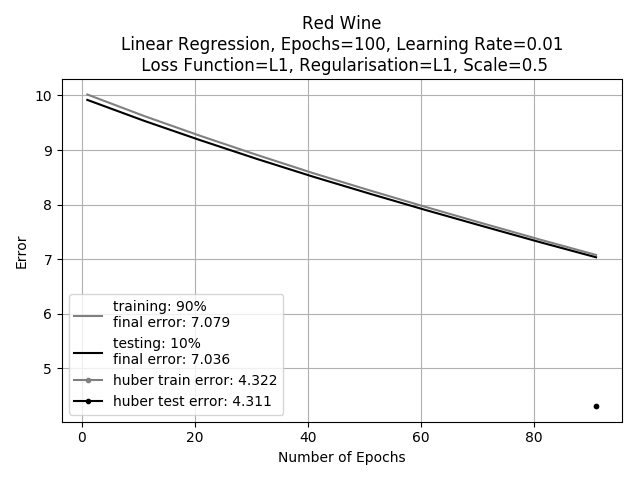 Red Wine
Linear Regression, Epochs=100, Learning Rate=0.01
Loss Function=L1, Regularisation=L1, Scale=0.5
10
9
8
7
6
5
Error
training: 90%
final error: 7.079
testing: 10%
final error: 7.036
huber train error: 4.322
huber test error: 4.311
0 20 40 60 80
Number of Epochs